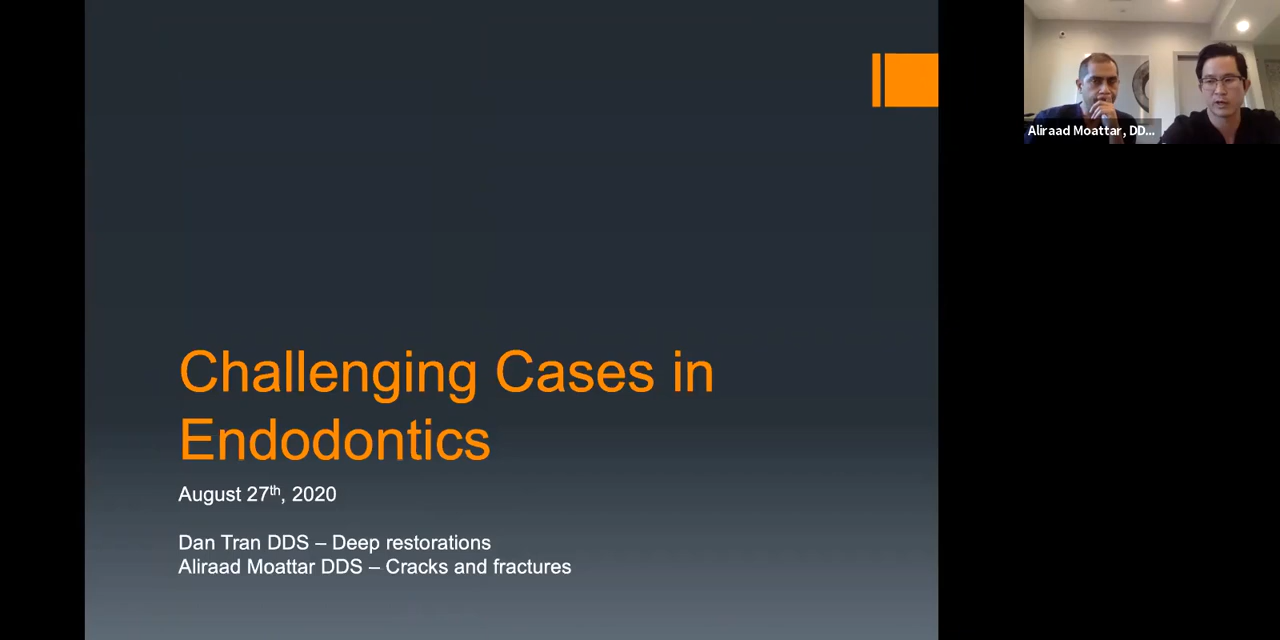 Aliraad Moattar, DD...
Challenging Cases in
Endodontics
August 27th, 2020
Dan Tran DDS – Deep restorations
Aliraad Moattar DDS – Cracks and fractures